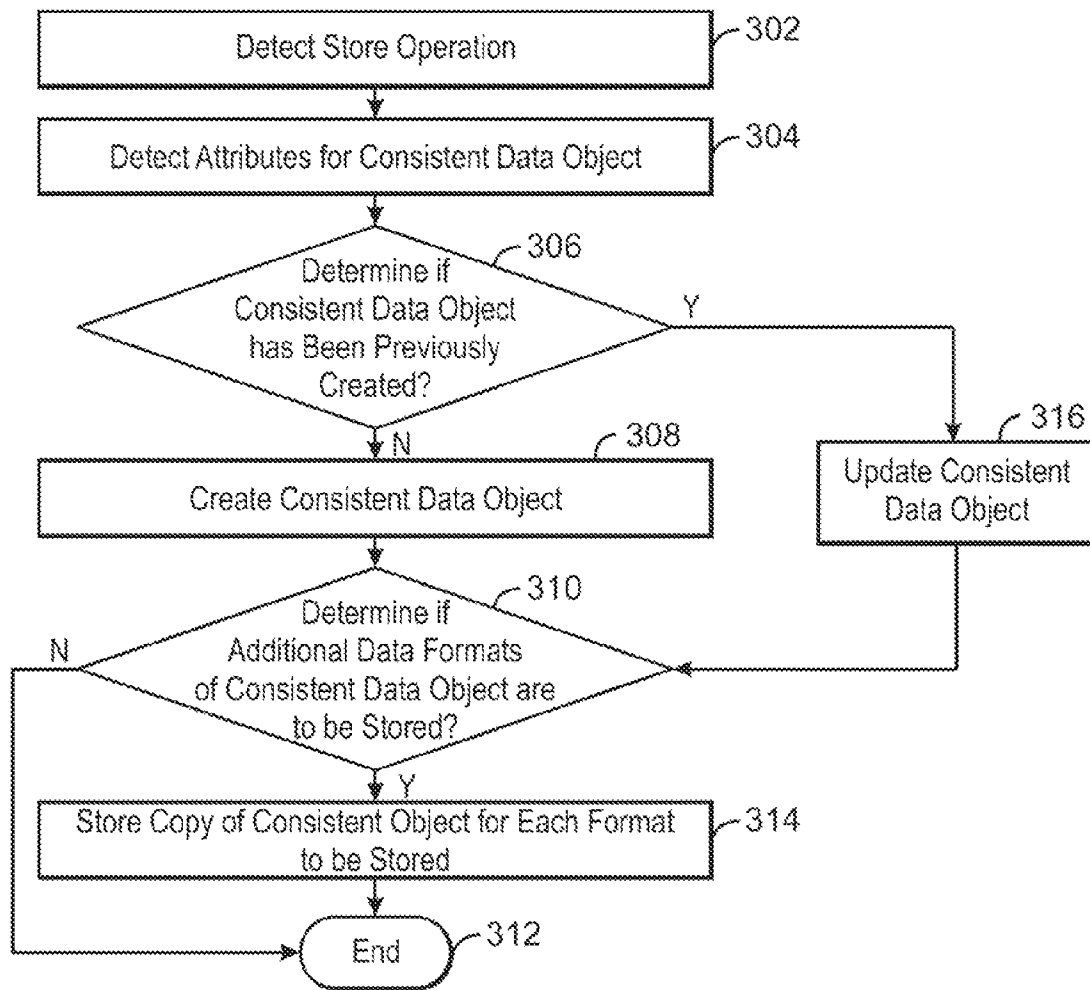 Detect Store Operation
302
Detect Attributes for Consistent Data Object
304
306
Determine if
Consistent Data Object
has Been Previously
Created?
Y
N
308
Create Consistent Data Object
316
Update Consistent
Data Object
310
Determine if
Additional Data Formats
of Consistent Data Object are
to be Stored?
N
Y
Store Copy of Consistent Object for Each Format
to be Stored
314
End
312